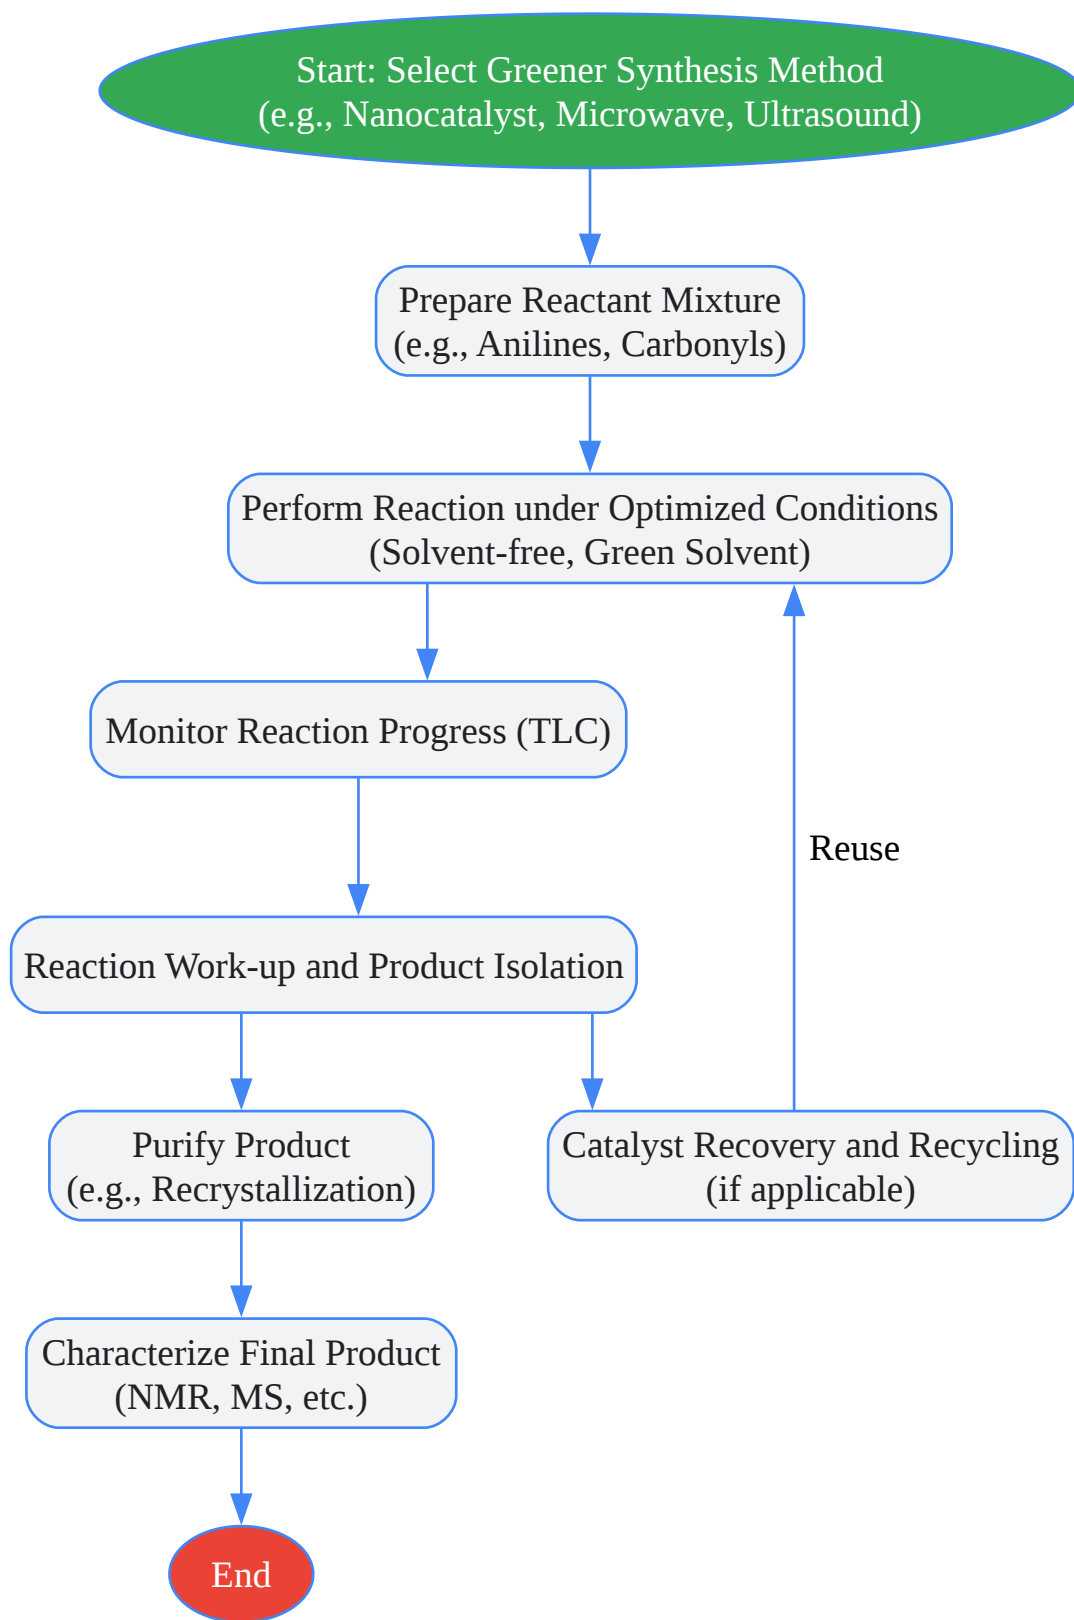 Start: Select Greener Synthesis Method
(e.g., Nanocatalyst, Microwave, Ultrasound)
Prepare Reactant Mixture
(e.g., Anilines, Carbonyls)
Perform Reaction under Optimized Conditions
(Solvent-free, Green Solvent)
Monitor Reaction Progress (TLC)
Reuse
Reaction Work-up and Product Isolation
Purify Product
(e.g., Recrystallization)
Catalyst Recovery and Recycling
(if applicable)
Characterize Final Product
(NMR, MS, etc.)
End